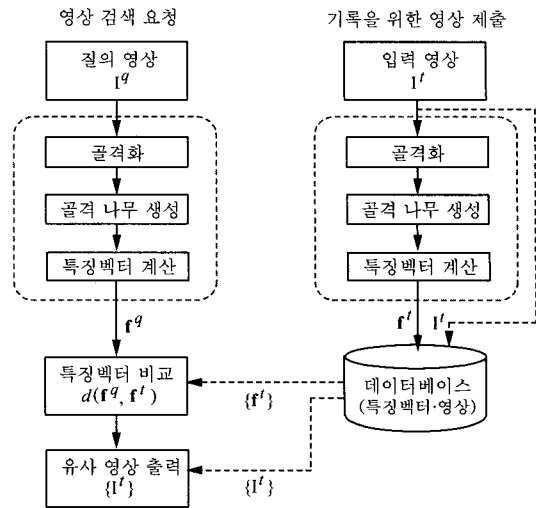 영상 검색 요청
질의 영상
I^q
골격화
골격 나무 생성
특징벡터 계산
f^q
특징벡터 비교
d(f^q, f^t)
유사 영상 출력
{I^t}
기록을 위한 영상 제출
입력 영상
I^t
골격화
골격 나무 생성
특징벡터 계산
f^t I^t
데이터베이스
(특징벡터·영상)
{f^t}
{I^t}